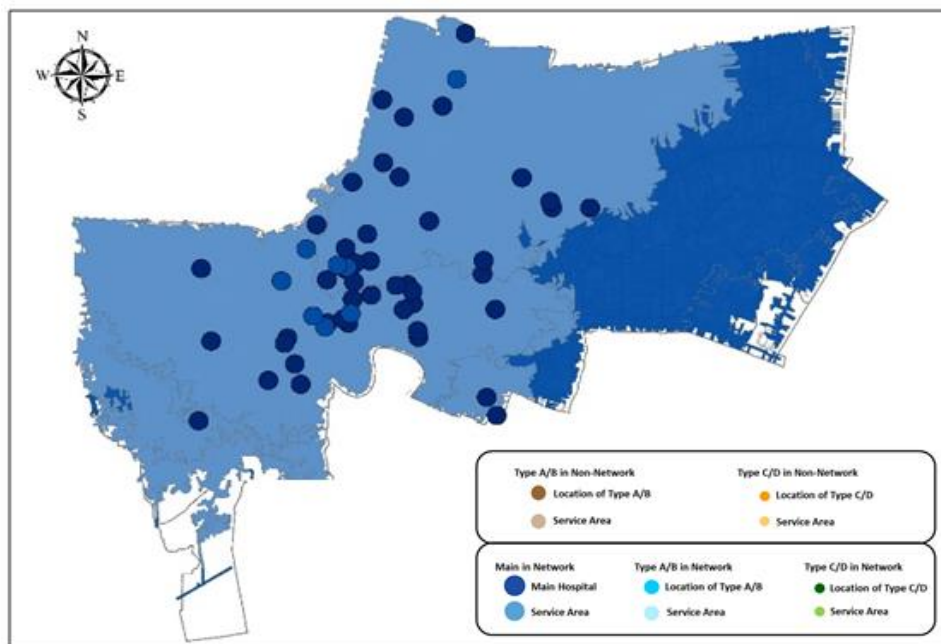 N
W E
S
Type A/B in Non-Network Type C/D in Non-Network
Location of Type A/B Location of Type C/D
Service Area Service Area
Main in Network Type A/B in Network Type C/D in Network
Main Hospital Location of Type A/B Location of Type C/D
Service Area Service Area Service Area